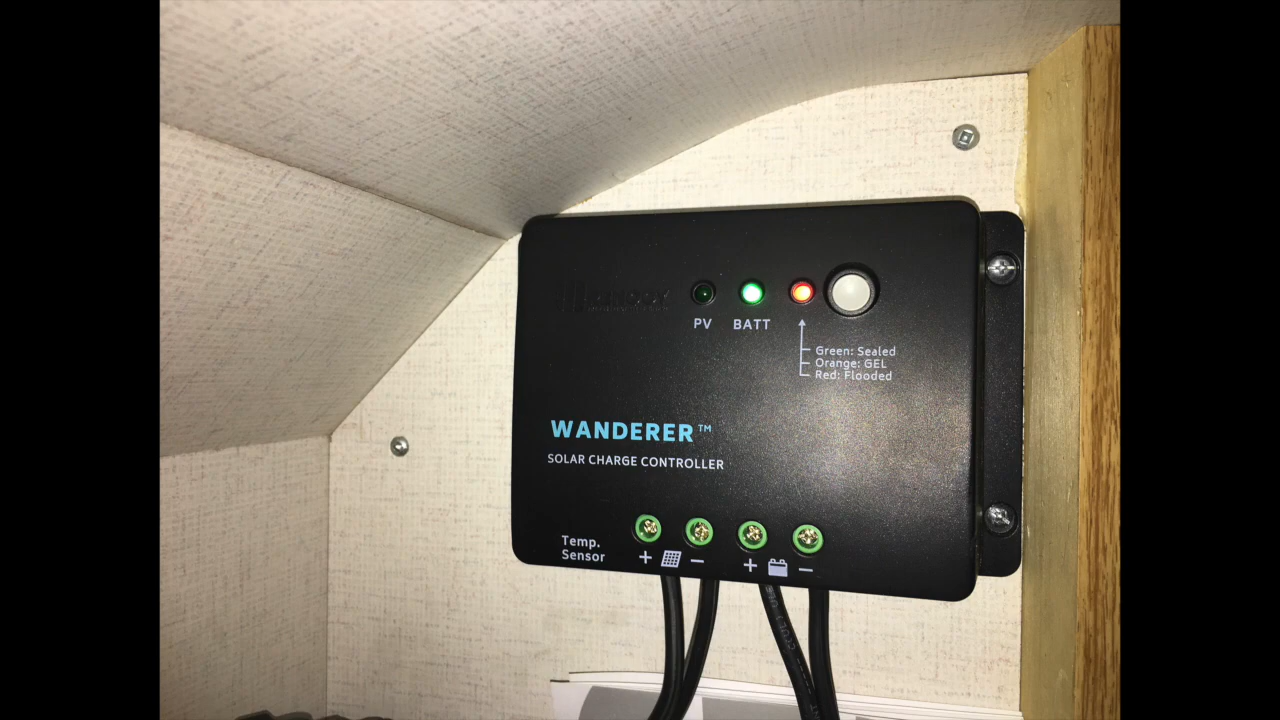 PV BATT
Green: Sealed
Orange: GEL
Red: Flooded
WANDERER™
SOLAR CHARGE CONTROLLER
Temp.
Sensor
+ − + −